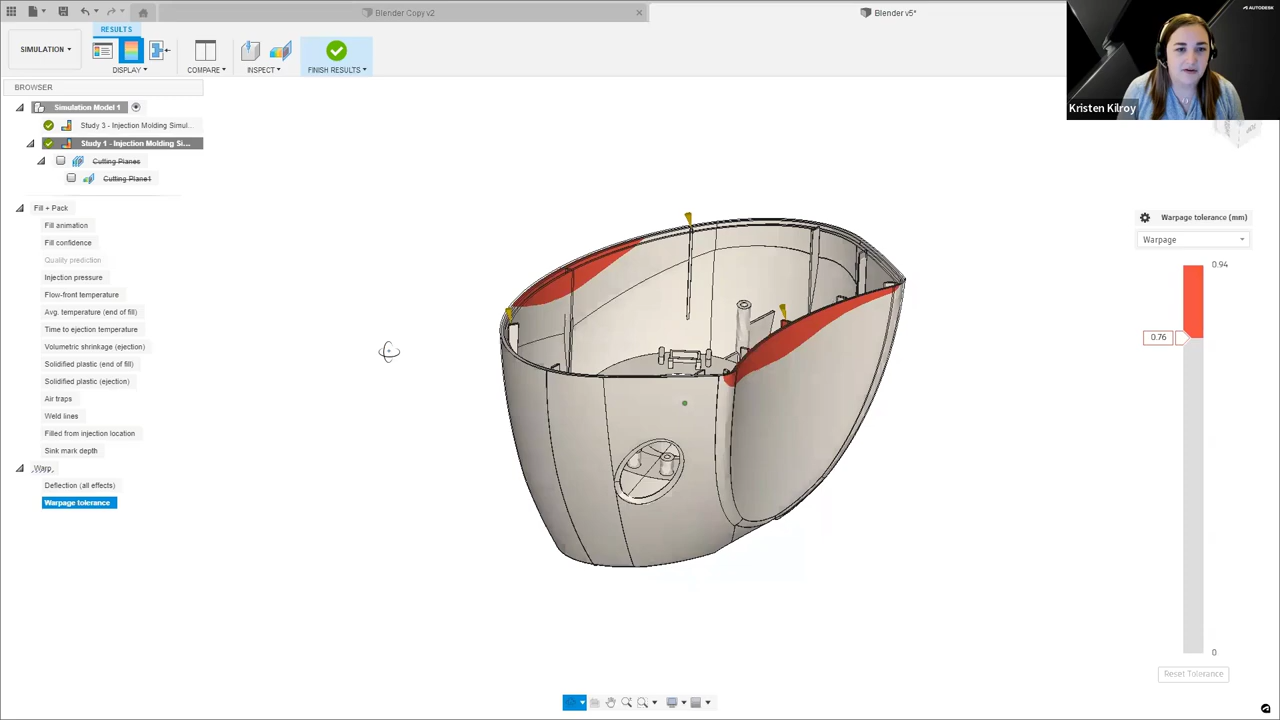 Blender Copy v2
Blender v5*
AUTODESK
RESULTS
SIMULATION
DISPLAY
COMPARE
INSPECT
FINISH RESULTS
Kristen Kilroy
BROWSER
Simulation Model 1
Study 3 - Injection Molding Simul...
Study 1 - Injection Molding Si...
Cutting Planes
Cutting Plane1
Fill + Pack
Fill animation
Fill confidence
Quality prediction
Injection pressure
Flow-front temperature
Avg. temperature (end of fill)
Time to ejection temperature
Volumetric shrinkage (ejection)
Solidified plastic (end of fill)
Solidified plastic (ejection)
Air traps
Weld lines
Filled from injection location
Sink mark depth
Warp
Deflection (all effects)
Warpage tolerance
Warpage tolerance (mm)
Warpage
0.94
0.76
0
Reset Tolerance